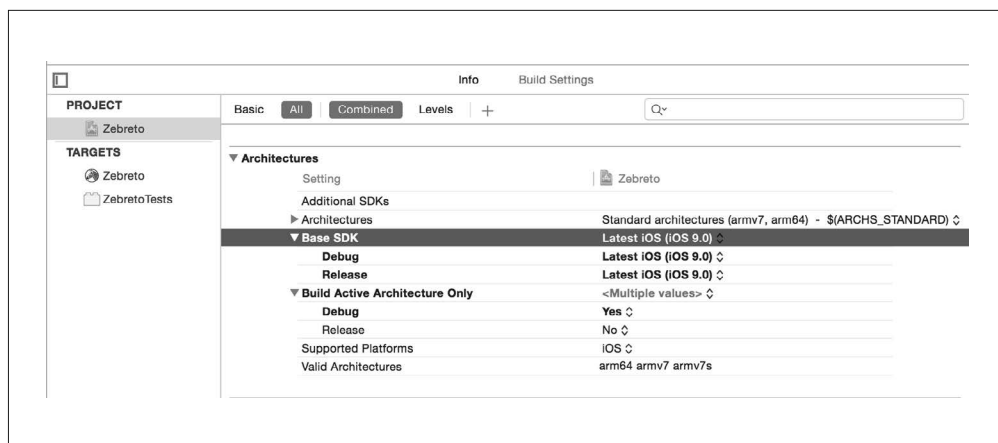 Info Build Settings
PROJECT
Zebreto
TARGETS
Zebreto
ZebretoTests
Basic All Combined Levels +
Architectures
Setting Zebreto
Additional SDKs
Architectures Standard architectures (armv7, arm64) - $(ARCHS_STANDARD)
Base SDK Latest iOS (iOS 9.0)
Debug Latest iOS (iOS 9.0)
Release Latest iOS (iOS 9.0)
Build Active Architecture Only <Multiple values>
Debug Yes
Release No
Supported Platforms iOS
Valid Architectures arm64 armv7 armv7s